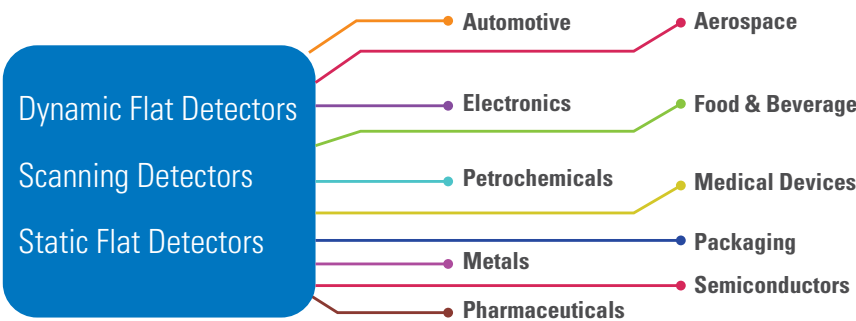 Dynamic Flat Detectors
Scanning Detectors
Static Flat Detectors
Automotive
Aerospace
Electronics
Food & Beverage
Petrochemicals
Medical Devices
Packaging
Metals
Semiconductors
Pharmaceuticals